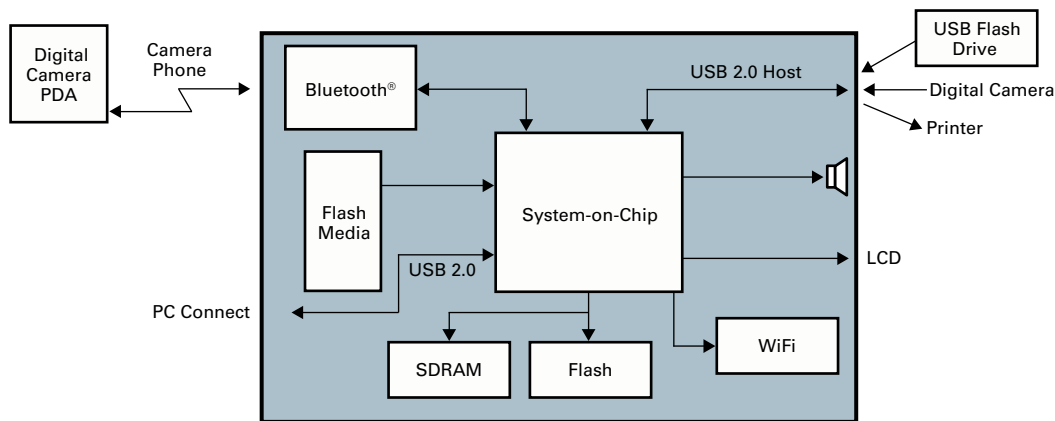 Digital
Camera
PDA
Camera
Phone
Bluetooth®
USB 2.0 Host
USB Flash
Drive
Digital Camera
Printer
Flash
Media
System-on-Chip
USB 2.0
LCD
PC Connect
SDRAM
Flash
WiFi